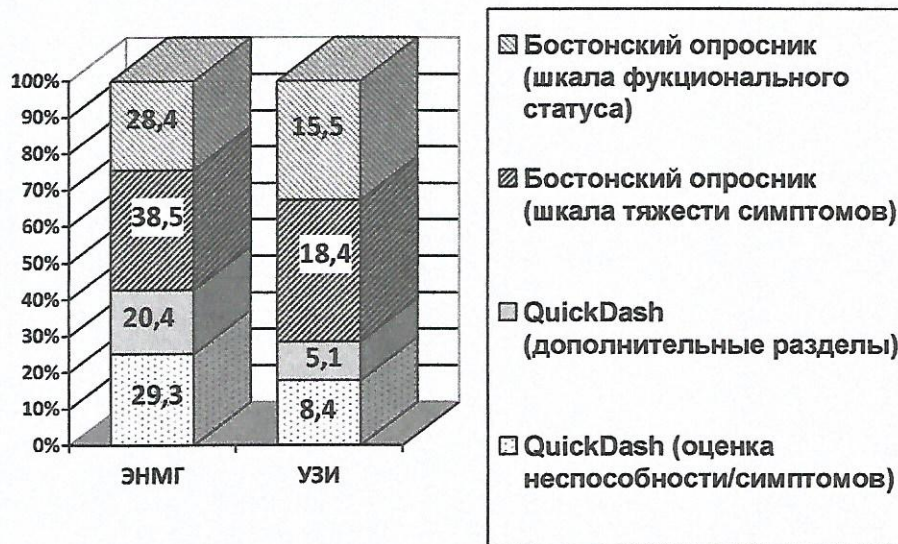 100%
90%
80%
70%
60%
50%
40%
30%
20%
10%
0%
28,4
38,5
20,4
29,3
15,5
18,4
5,1
8,4
ЭНМГ
УЗИ
Бостонский опросник
(шкала фукционального
статуса)
Бостонский опросник
(шкала тяжести симптомов)
QuickDash
(дополнительные разделы)
QuickDash (оценка
неспособности/симптомов)